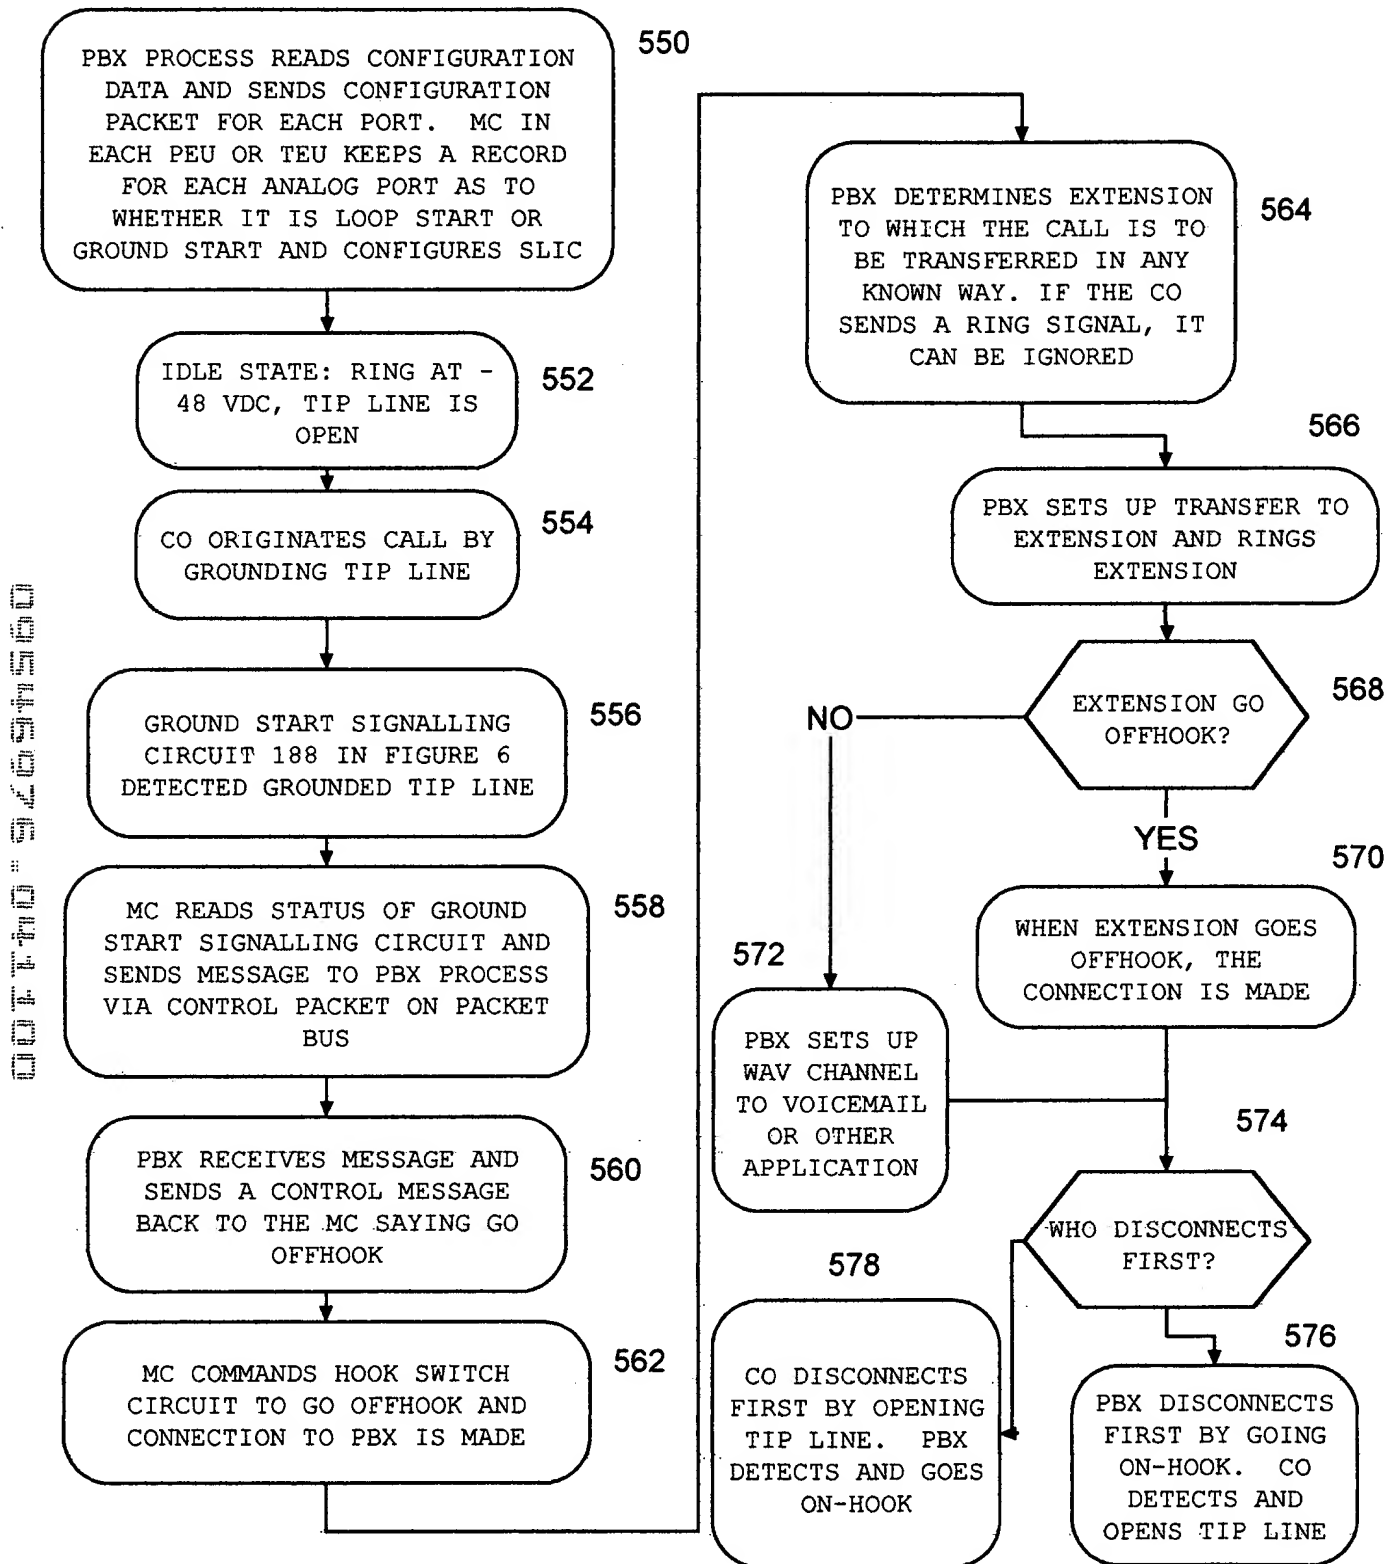 550
PBX PROCESS READS CONFIGURATION
DATA AND SENDS CONFIGURATION
PACKET FOR EACH PORT. MC IN
EACH PEU OR TEU KEEPS A RECORD
FOR EACH ANALOG PORT AS TO
WHETHER IT IS LOOP START OR
GROUND START AND CONFIGURES SLIC
552
IDLE STATE: RING AT -
48 VDC, TIP LINE IS
OPEN
554
CO ORIGINATES CALL BY
GROUNDING TIP LINE
556
GROUND START SIGNALLING
CIRCUIT 188 IN FIGURE 6
DETECTED GROUNDED TIP LINE
558
MC READS STATUS OF GROUND
START SIGNALLING CIRCUIT AND
SENDS MESSAGE TO PBX PROCESS
VIA CONTROL PACKET ON PACKET
BUS
560
PBX RECEIVES MESSAGE AND
SENDS A CONTROL MESSAGE
BACK TO THE MC SAYING GO
OFFHOOK
562
MC COMMANDS HOOK SWITCH
CIRCUIT TO GO OFFHOOK AND
CONNECTION TO PBX IS MADE
564
PBX DETERMINES EXTENSION
TO WHICH THE CALL IS TO
BE TRANSFERRED IN ANY
KNOWN WAY. IF THE CO
SENDS A RING SIGNAL, IT
CAN BE IGNORED
566
PBX SETS UP TRANSFER TO
EXTENSION AND RINGS
EXTENSION
568
EXTENSION GO
OFFHOOK?
NO
YES
570
WHEN EXTENSION GOES
OFFHOOK, THE
CONNECTION IS MADE
572
PBX SETS UP
WAV CHANNEL
TO VOICEMAIL
OR OTHER
APPLICATION
574
WHO DISCONNECTS
FIRST?
578
CO DISCONNECTS
FIRST BY OPENING
TIP LINE. PBX
DETECTS AND GOES
ON-HOOK
576
PBX DISCONNECTS
FIRST BY GOING
ON-HOOK. CO
DETECTS AND
OPENS TIP LINE